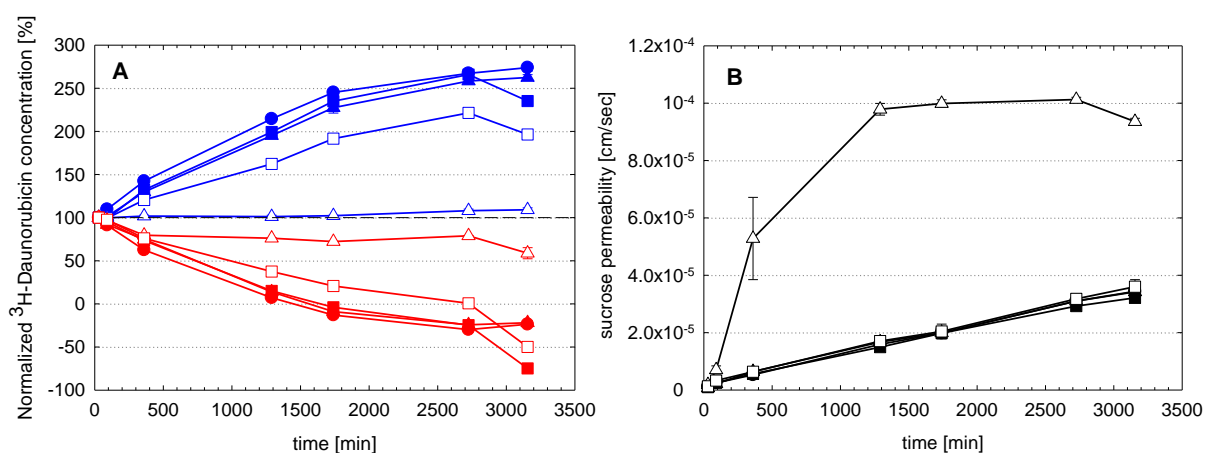 Normalized ³H-Daunorubicin concentration [%]
A
300
250
200
150
100
50
0
-50
-100
0 500 1000 1500 2000 2500 3000 3500
time [min]
sucrose permeability [cm/sec]
B
1.2x10⁻⁴
10⁻⁴
8.0x10⁻⁵
6.0x10⁻⁵
4.0x10⁻⁵
2.0x10⁻⁵
0
0 500 1000 1500 2000 2500 3000 3500
time [min]